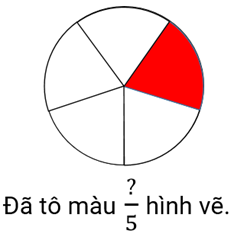 Đã tô màu ?/5 hình vẽ.